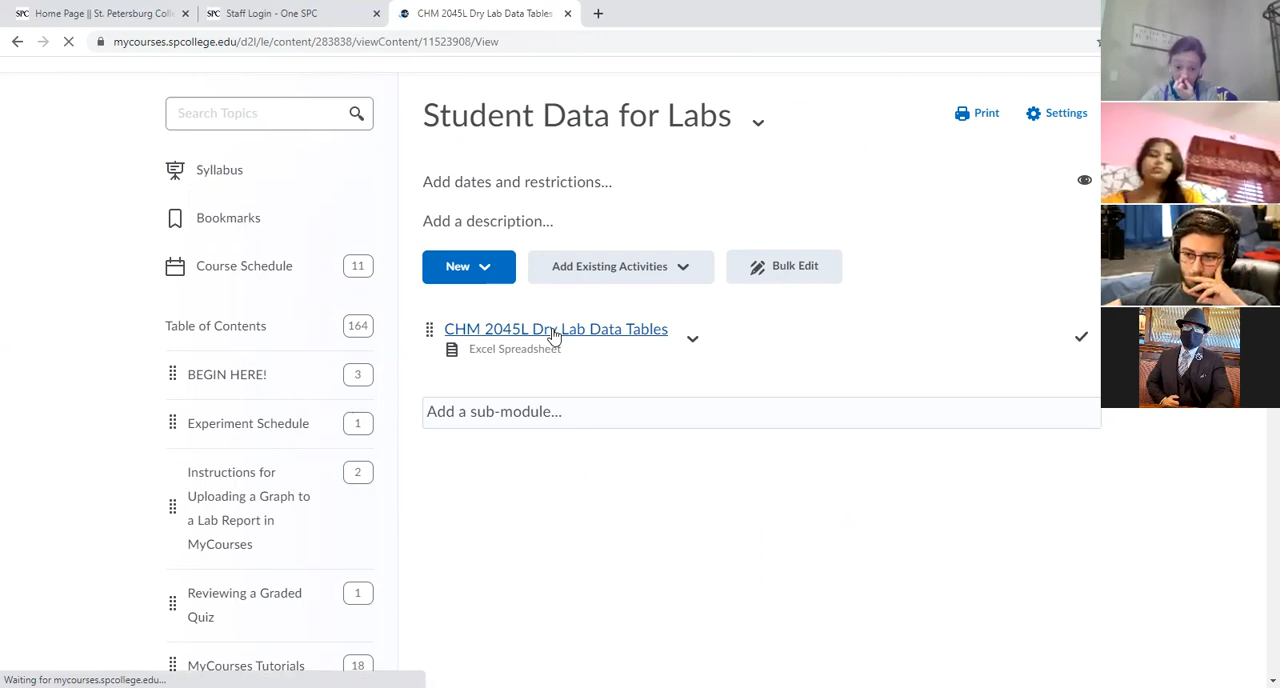 SPC Home Page || St. Petersburg Coll
SPC Staff Login - One SPC
CHM 2045L Dry Lab Data Tables
mycourses.spcollege.edu/d2l/le/content/283838/viewContent/11523908/View
Search Topics
Syllabus
Bookmarks
Course Schedule 11
Table of Contents 164
BEGIN HERE! 3
Experiment Schedule 1
Instructions for 2
Uploading a Graph to
a Lab Report in
MyCourses
Reviewing a Graded 1
Quiz
MyCourses Tutorials 18
Student Data for Labs
Print
Settings
Add dates and restrictions...
Add a description...
New
Add Existing Activities
Bulk Edit
CHM 2045L Dry Lab Data Tables
Excel Spreadsheet
Add a sub-module...
Waiting for mycourses.spcollege.edu...